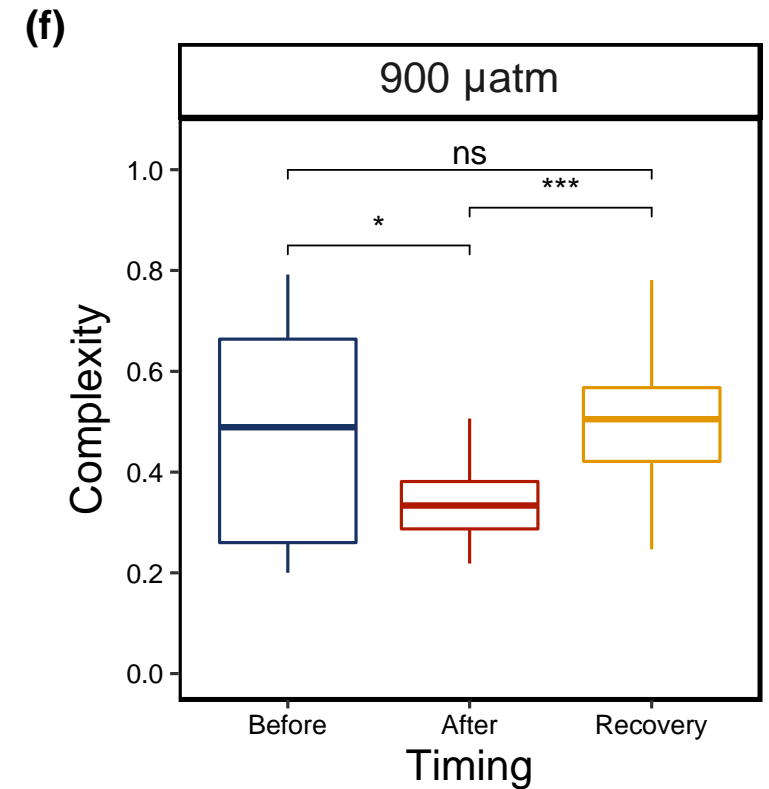 (f)
900 µatm
ns
***
*
1.0
0.8
0.6
0.4
0.2
0.0
Complexity
Before After Recovery
Timing